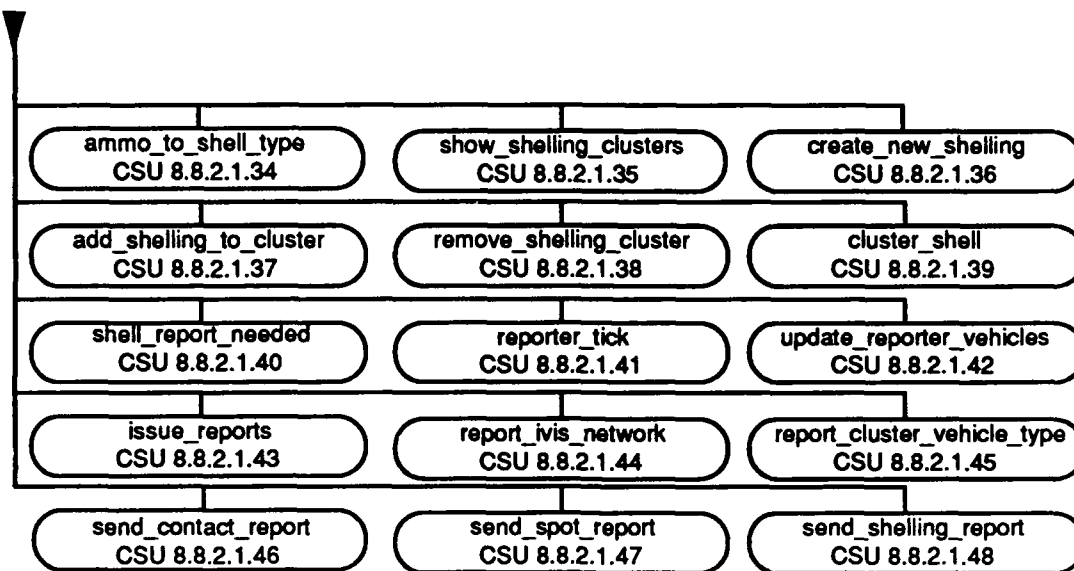 ammo_to_shell_type
CSU 8.8.2.1.34
show_shelling_clusters
CSU 8.8.2.1.35
create_new_shelling
CSU 8.8.2.1.36
add_shelling_to_cluster
CSU 8.8.2.1.37
remove_shelling_cluster
CSU 8.8.2.1.38
cluster_shell
CSU 8.8.2.1.39
shell_report_needed
CSU 8.8.2.1.40
reporter_tick
CSU 8.8.2.1.41
update_reporter_vehicles
CSU 8.8.2.1.42
issue_reports
CSU 8.8.2.1.43
report_ivis_network
CSU 8.8.2.1.44
report_cluster_vehicle_type
CSU 8.8.2.1.45
send_contact_report
CSU 8.8.2.1.46
send_spot_report
CSU 8.8.2.1.47
send_shelling_report
CSU 8.8.2.1.48